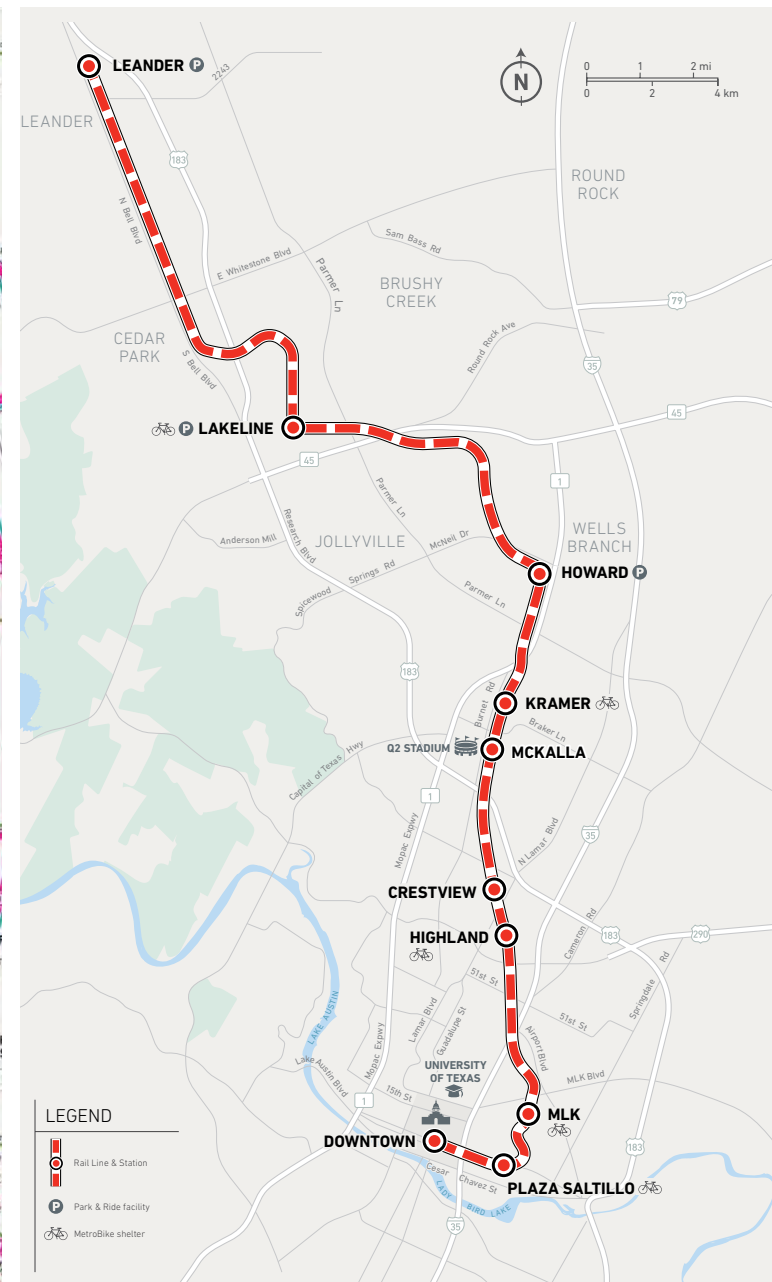 LEANDER P
2243
N
0 1 2 mi
0 2 4 km
LEANDER
183
ROUND
ROCK
N Bell Blvd
Sam Bass Rd
E Whitestone Blvd
Parmer Ln
BRUSHY
CREEK
79
CEDAR
PARK
Round Rock Ave
S Bell Blvd
35
45
P LAKELINE
45
1
Research Blvd
Parmer Ln
Anderson Mill
JOLLYVILLE
McNeil Dr
WELLS
BRANCH
HOWARD P
Spicewood Springs Rd
Parmer Ln
183
Burnet Rd
KRAMER
Braker Ln
Q2 STADIUM
MCKALLA
Capital of Texas Hwy
1
Mopac Expwy
35
N Lamar Blvd
CRESTVIEW
HIGHLAND
Cameron Rd
183
290
51st St
Springdale Rd
LAKE AUSTIN
Lamar Blvd
Guadalupe St
51st St
Mopac Expwy
Airport Blvd
Lake Austin Blvd
UNIVERSITY
OF TEXAS
MLK Blvd
15th St
1
MLK
DOWNTOWN
183
Cesar Chavez St
PLAZA SALTILLO
LADY BIRD LAKE
35
LEGEND
Rail Line & Station
P Park & Ride facility
MetroBike shelter